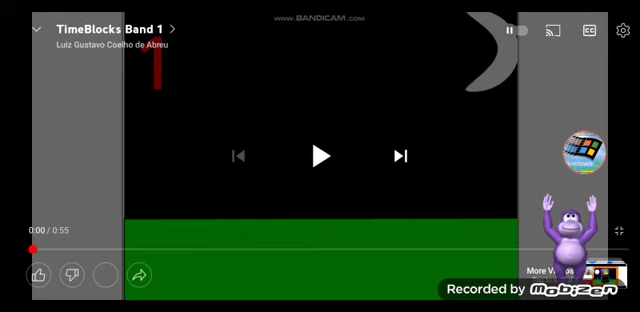 www.BANDICAM.com
TimeBlocks Band 1
Luiz Gustavo Coelho de Abreu
CC
1
0:00 / 0:55
More Videos
Recorded by Mobizen